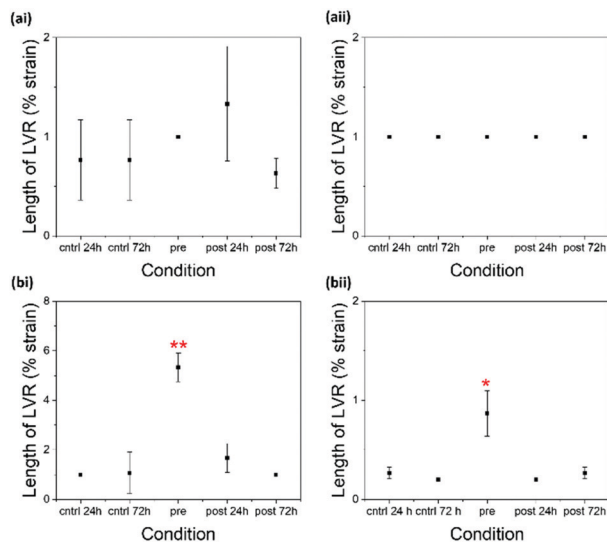 (ai)
Length of LVR (% strain)
2
1
0
cntrl 24h cntrl 72h pre post 24h post 72h
Condition
(aii)
Length of LVR (% strain)
2
1
0
cntrl 24h cntrl 72h pre post 24h post 72h
Condition
(bi)
Length of LVR (% strain)
8
6
4
2
0
**
cntrl 24h cntrl 72h pre post 24h post 72h
Condition
(bii)
Length of LVR (% strain)
2
1
0
*
cntrl 24 h cntrl 72 h pre post 24h post 72h
Condition